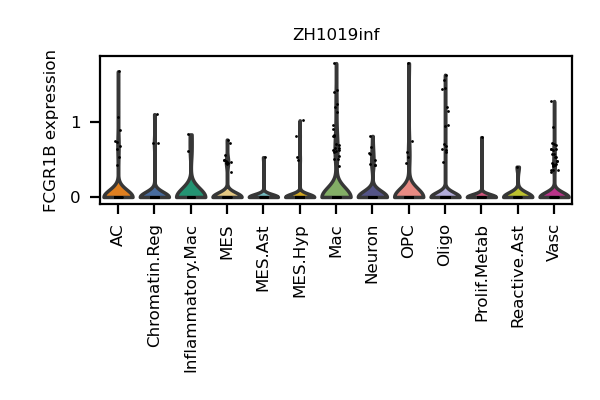 ZH1019inf
FCGR1B expression
1
0
AC
Chromatin.Reg
Inflammatory.Mac
MES
MES.Ast
MES.Hyp
Mac
Neuron
OPC
Oligo
Prolif.Metab
Reactive.Ast
Vasc